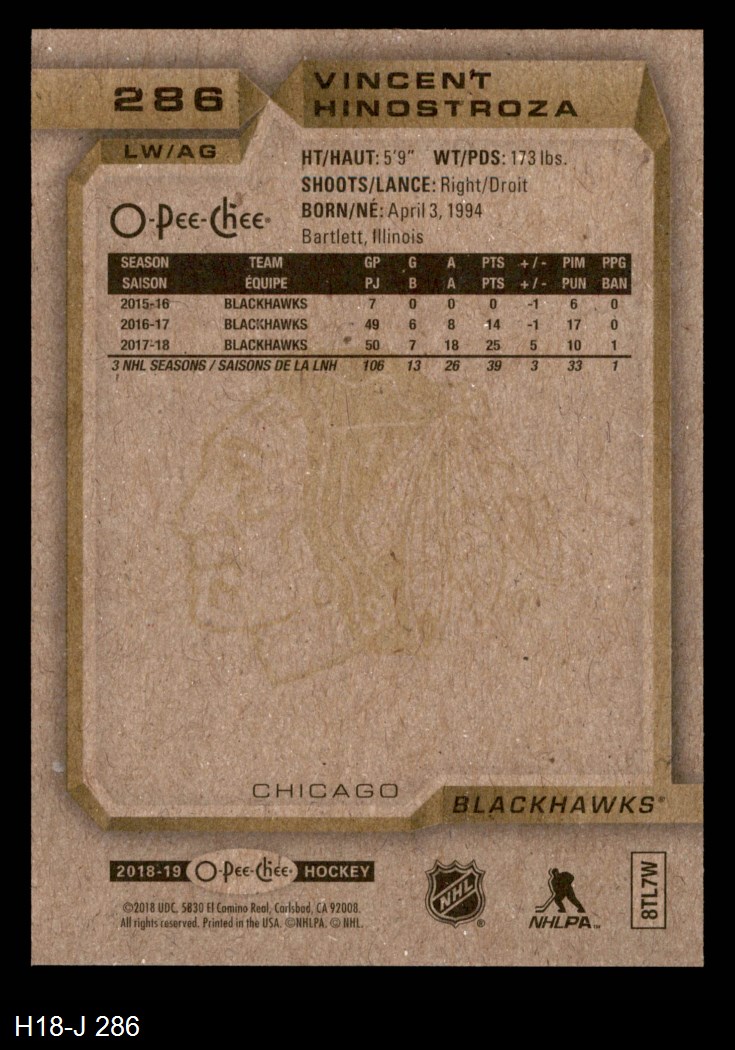 286
VINCENT
HINOSTROZA
LW/AG
HT/HAUT: 5'9" WT/PDS: 173 lbs.
SHOOTS/LANCE: Right/Droit
BORN/NÉ: April 3, 1994
Bartlett, Illinois
O-Pee-Chee
SEASON TEAM GP G A PTS +/- PIM PPG
SAISON ÉQUIPE PJ B A PTS +/- PUN BAN
2015-16 BLACKHAWKS 7 0 0 0 -1 6 0
2016-17 BLACKHAWKS 49 6 8 14 -1 17 0
2017-18 BLACKHAWKS 50 7 18 25 5 10 1
3 NHL SEASONS / SAISONS DE LA LNH 106 13 26 39 3 33 1
CHICAGO
BLACKHAWKS®
2018-19 O-Pee-Chee HOCKEY
©2018 UDC, 5830 El Camino Real, Carlsbad, CA 92008.
All rights reserved. Printed in the USA. ©NHLPA. © NHL.
NHL ®
NHLPA™
8TL7W
H18-J 286